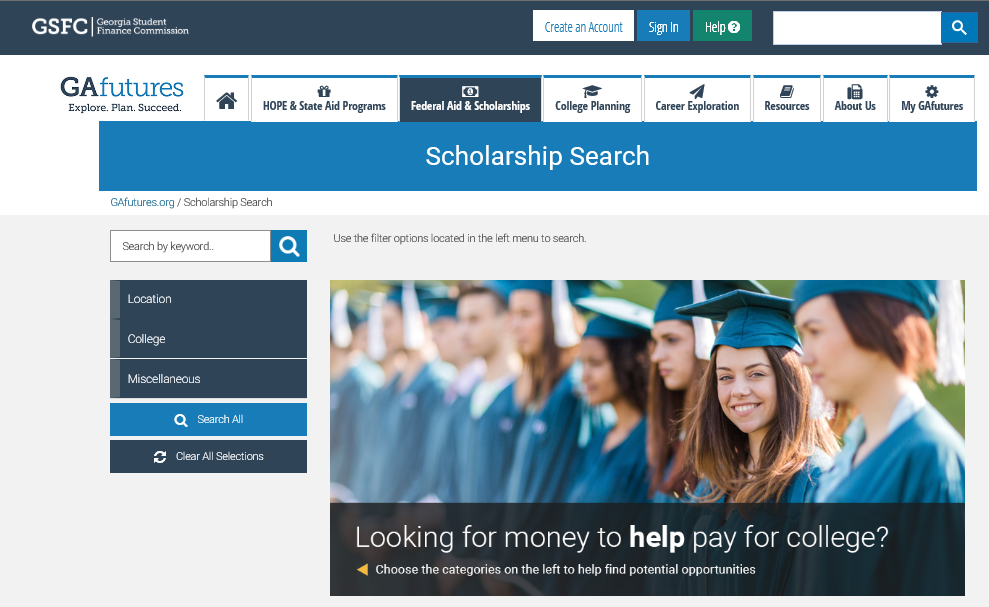 GSFC
Georgia Student
Finance Commission
Create an Account
Sign In
Help
GAfutures
Explore. Plan. Succeed.
HOPE & State Aid Programs
Federal Aid & Scholarships
College Planning
Career Exploration
Resources
About Us
My GAfutures
Scholarship Search
GAfutures.org / Scholarship Search
Search by keyword..
Use the filter options located in the left menu to search.
Location
College
Miscellaneous
Search All
Clear All Selections
Looking for money to help pay for college?
Choose the categories on the left to help find potential opportunities